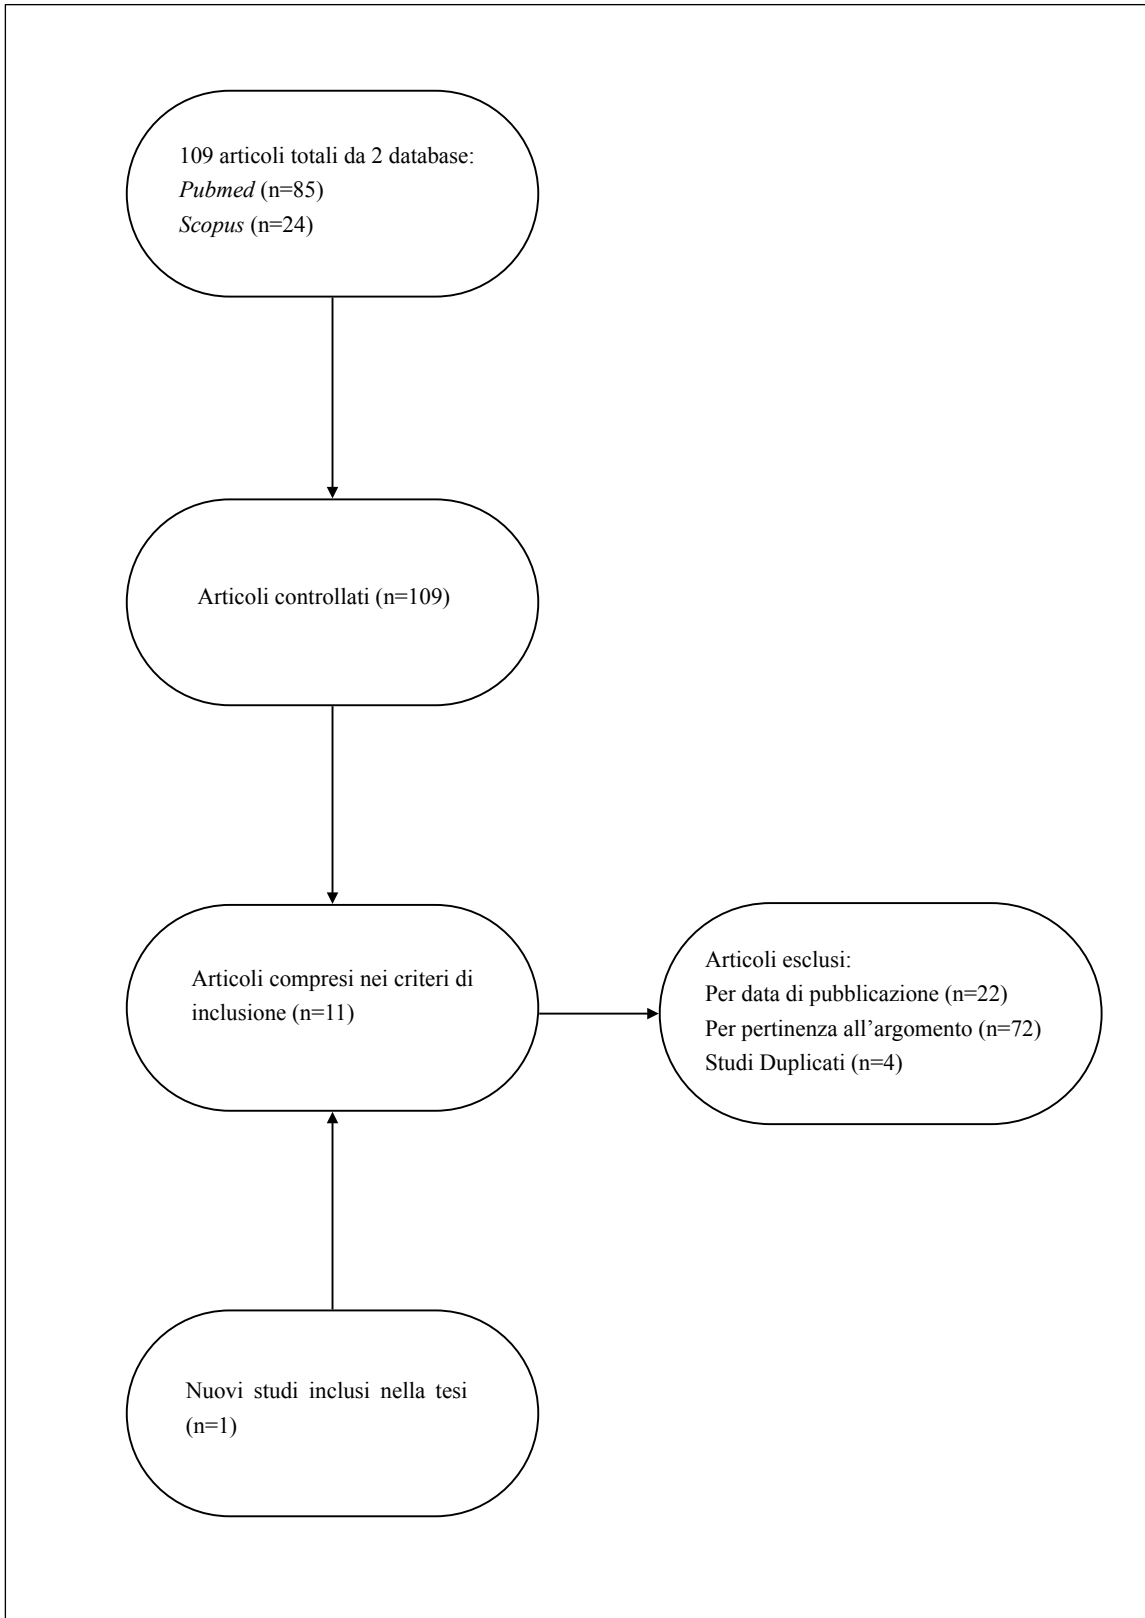 109 articoli totali da 2 database:
Pubmed (n=85)
Scopus (n=24)
Articoli controllati (n=109)
Articoli compresi nei criteri di
inclusione (n=11)
Articoli esclusi:
Per data di pubblicazione (n=22)
Per pertinenza all’argomento (n=72)
Studi Duplicati (n=4)
Nuovi studi inclusi nella tesi
(n=1)